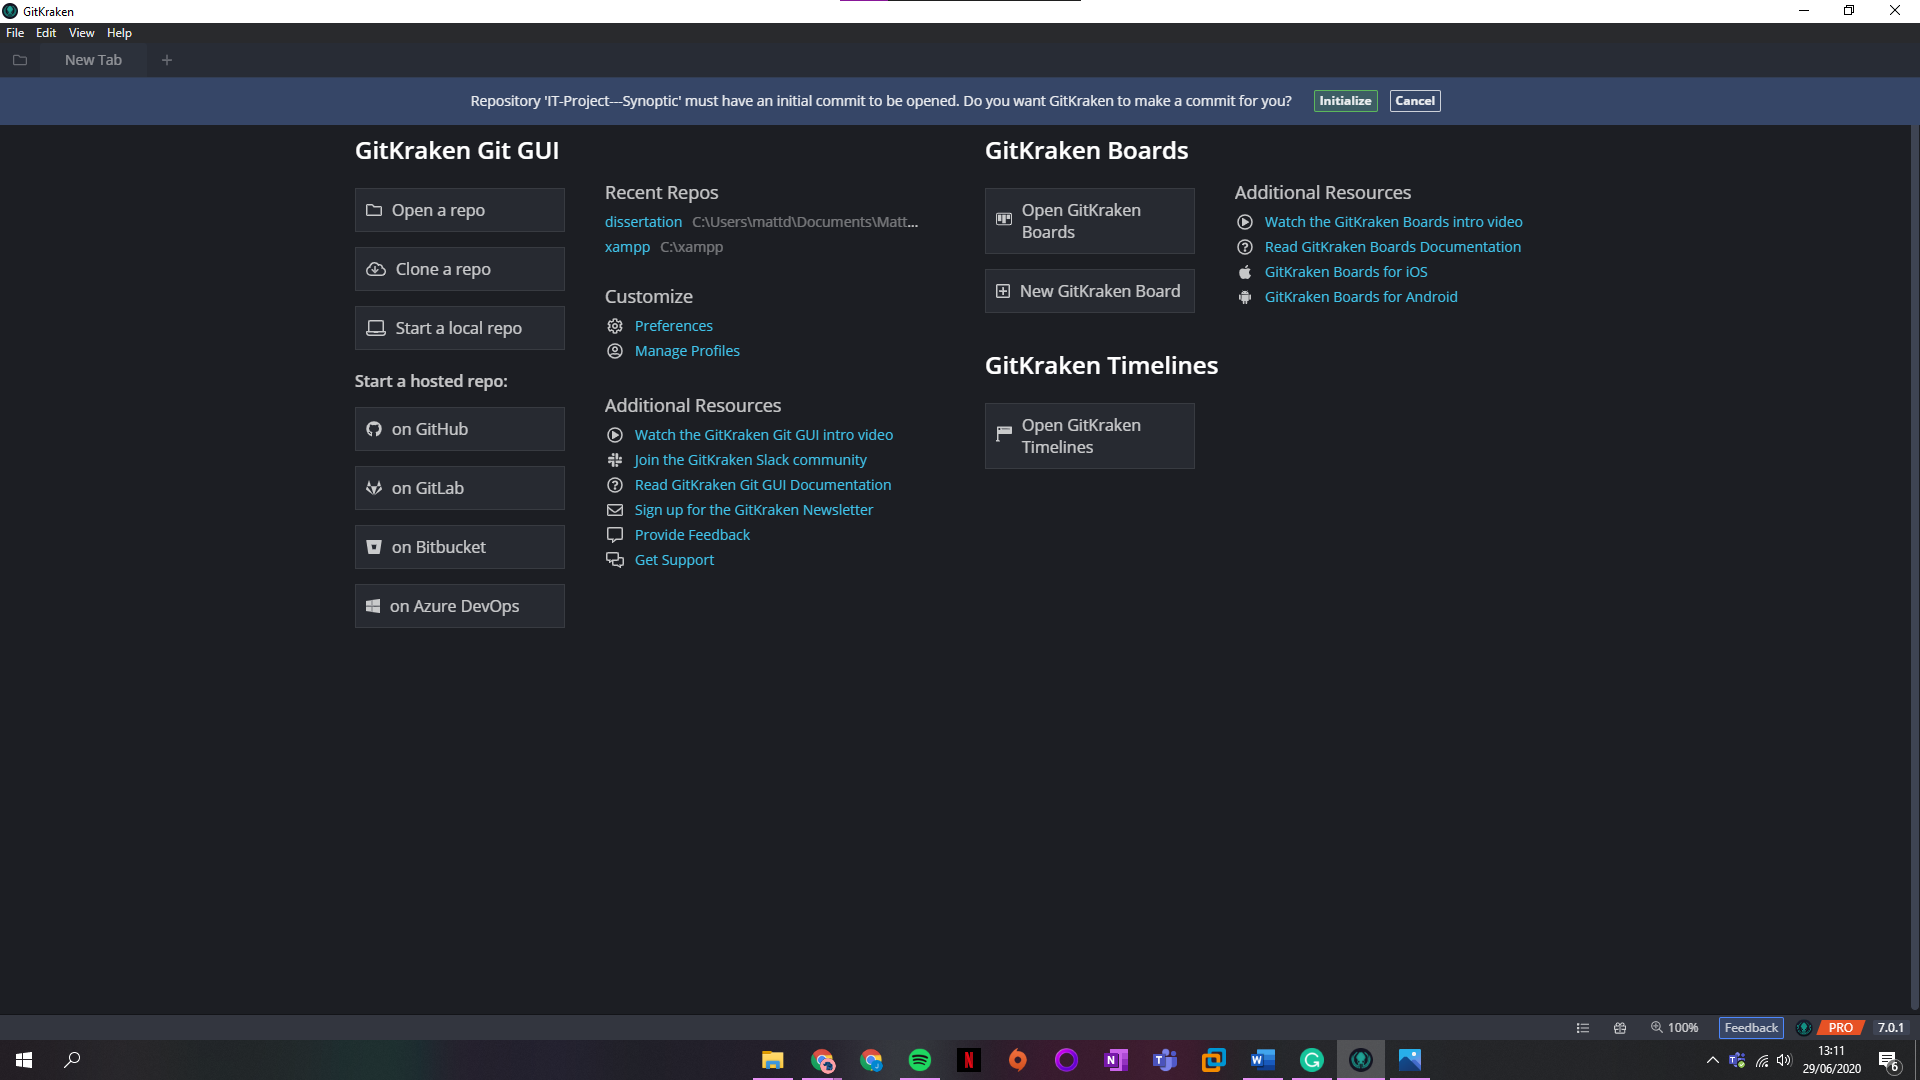 GitKraken
File Edit View Help
New Tab
Repository 'IT-Project---Synoptic' must have an initial commit to be opened. Do you want GitKraken to make a commit for you? Initialize Cancel
GitKraken Git GUI
Open a repo
Clone a repo
Start a local repo
Start a hosted repo:
on GitHub
on GitLab
on Bitbucket
on Azure DevOps
Recent Repos
dissertation C:\Users\mattd\Documents\Matt...
xampp C:\xampp
Customize
Preferences
Manage Profiles
Additional Resources
Watch the GitKraken Git GUI intro video
Join the GitKraken Slack community
Read GitKraken Git GUI Documentation
Sign up for the GitKraken Newsletter
Provide Feedback
Get Support
GitKraken Boards
Open GitKraken
Boards
New GitKraken Board
Additional Resources
Watch the GitKraken Boards intro video
Read GitKraken Boards Documentation
GitKraken Boards for iOS
GitKraken Boards for Android
GitKraken Timelines
Open GitKraken
Timelines
100% Feedback PRO 7.0.1
13:11
29/06/2020
6